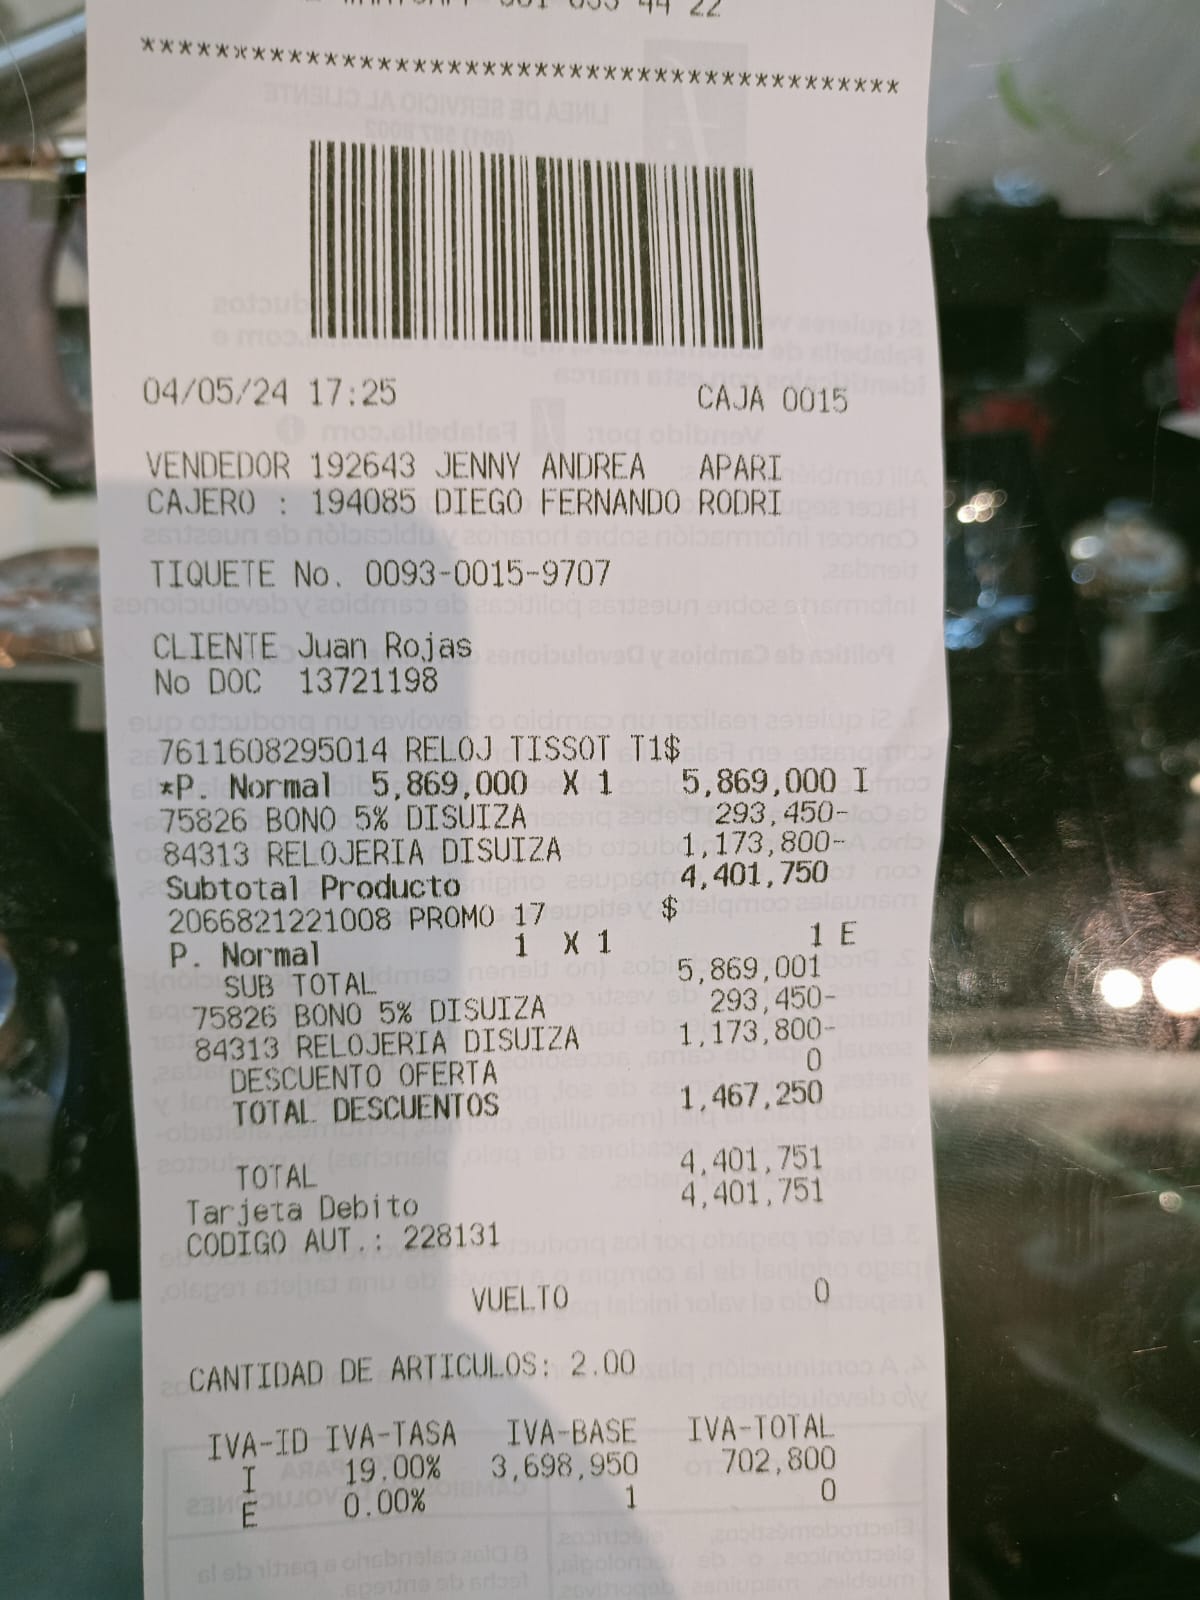 44 22
******************************************
04/05/24 17:25 CAJA 0015
VENDEDOR 192643 JENNY ANDREA APARI
CAJERO : 194085 DIEGO FERNANDO RODRI
TIQUETE No. 0093-0015-9707
CLIENTE Juan Rojas
No DOC 13721198
7611608295014 RELOJ TISSOT T1$
*P. Normal 5,869,000 X 1 5,869,000 I
75826 BONO 5% DISUIZA 293,450-
84313 RELOJERIA DISUIZA 1,173,800-
Subtotal Producto 4,401,750
2066821221008 PROMO 17 $
P. Normal 1 X 1 1 E
SUB TOTAL 5,869,001
75826 BONO 5% DISUIZA 293,450-
84313 RELOJERIA DISUIZA 1,173,800-
DESCUENTO OFERTA 0
TOTAL DESCUENTOS 1,467,250
TOTAL 4,401,751
Tarjeta Debito 4,401,751
CODIGO AUT.: 228131
VUELTO 0
CANTIDAD DE ARTICULOS: 2.00
IVA-ID IVA-TASA IVA-BASE IVA-TOTAL
I 19.00% 3,698,950 702,800
E 0.00% 1 0